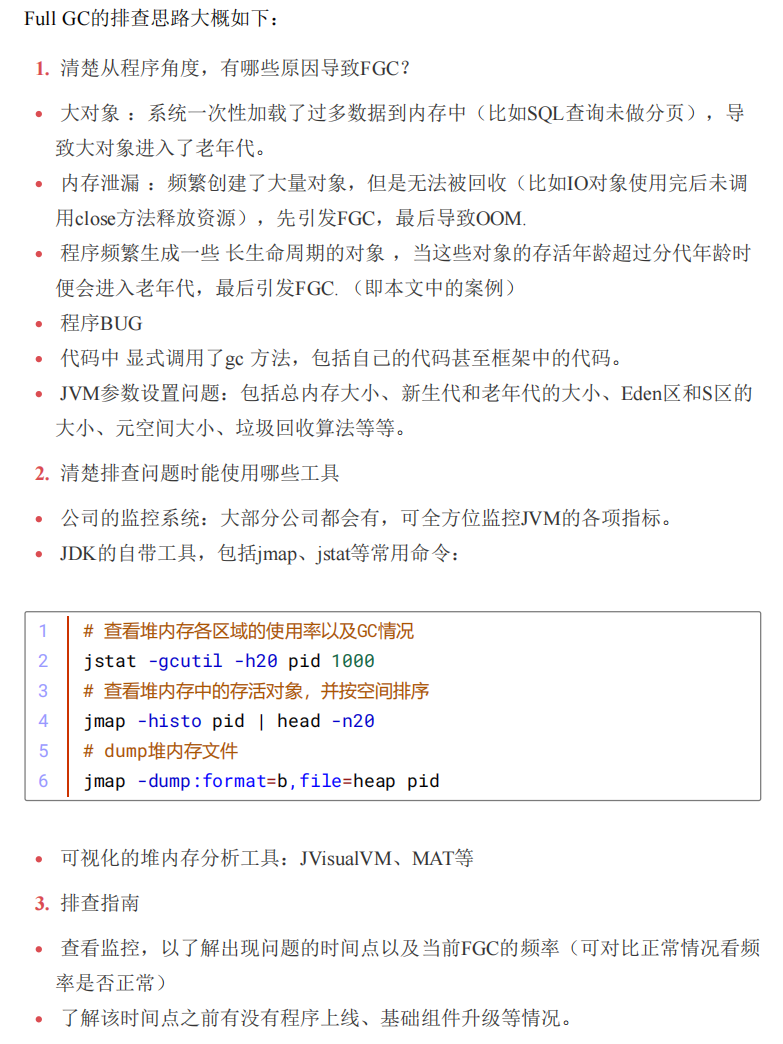 Full GC的排查思路大概如下：
1. 清楚从程序角度，有哪些原因导致FGC？
• 大对象 ：系统一次性加载了过多数据到内存中（比如SQL查询未做分页），导
致大对象进入了老年代。
• 内存泄漏 ：频繁创建了大量对象，但是无法被回收（比如IO对象使用完后未调
用close方法释放资源），先引发FGC，最后导致OOM.
• 程序频繁生成一些 长生命周期的对象 ，当这些对象的存活年龄超过分代年龄时
便会进入老年代，最后引发FGC. （即本文中的案例）
• 程序BUG
• 代码中 显式调用了gc 方法，包括自己的代码甚至框架中的代码。
• JVM参数设置问题：包括总内存大小、新生代和老年代的大小、Eden区和S区的
大小、元空间大小、垃圾回收算法等等。
2. 清楚排查问题时能使用哪些工具
• 公司的监控系统：大部分公司都会有，可全方位监控JVM的各项指标。
• JDK的自带工具，包括jmap、jstat等常用命令：
1 # 查看堆内存各区域的使用率以及GC情况
2 jstat -gcutil -h20 pid 1000
3 # 查看堆内存中的存活对象，并按空间排序
4 jmap -histo pid | head -n20
5 # dump堆内存文件
6 jmap -dump:format=b,file=heap pid
• 可视化的堆内存分析工具：JVisualVM、MAT等
3. 排查指南
• 查看监控，以了解出现问题的时间点以及当前FGC的频率（可对比正常情况看频
率是否正常）
• 了解该时间点之前有没有程序上线、基础组件升级等情况。